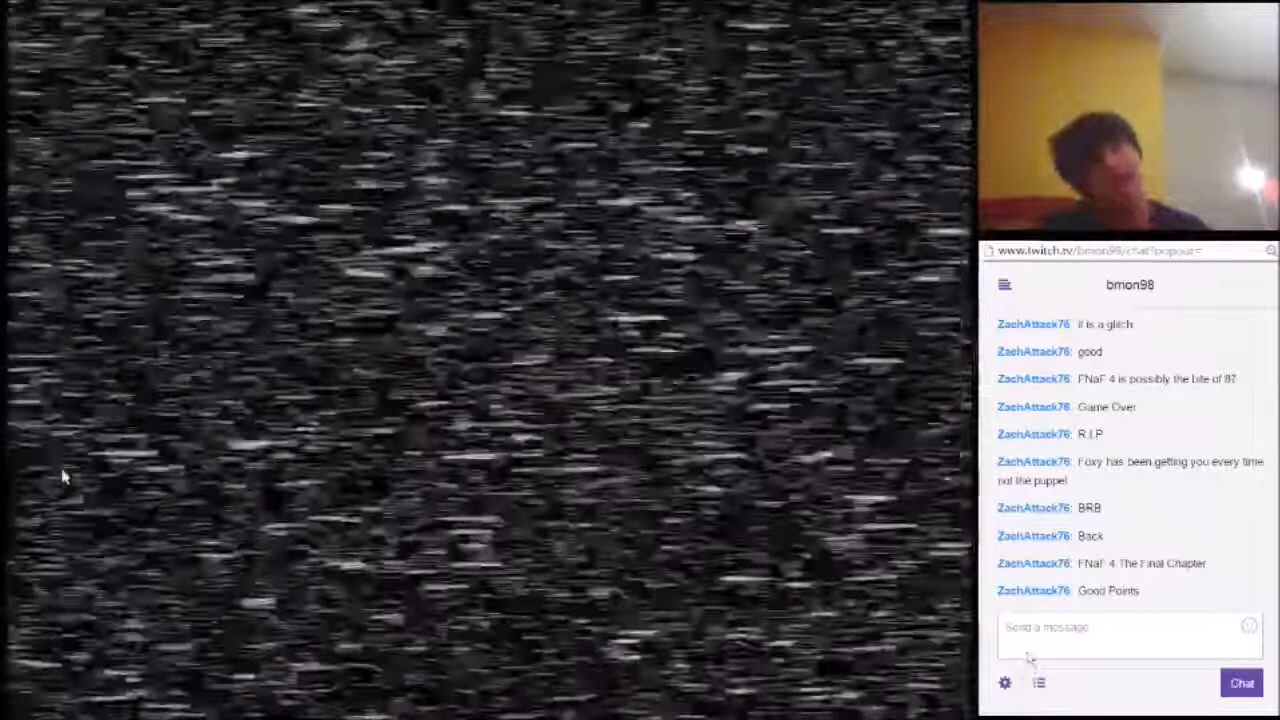 www.twitch.tv/bmon98/chat?popout=
bmon98
ZachAttack76: it is a glitch
ZachAttack76: good
ZachAttack76: FNaF 4 is possibly the bite of 87
ZachAttack76: Game Over
ZachAttack76: R.I.P
ZachAttack76: Foxy has been getting you every time
not the puppet
ZachAttack76: BRB
ZachAttack76: Back
ZachAttack76: FNaF 4 The Final Chapter
ZachAttack76: Good Points
Send a message
Chat